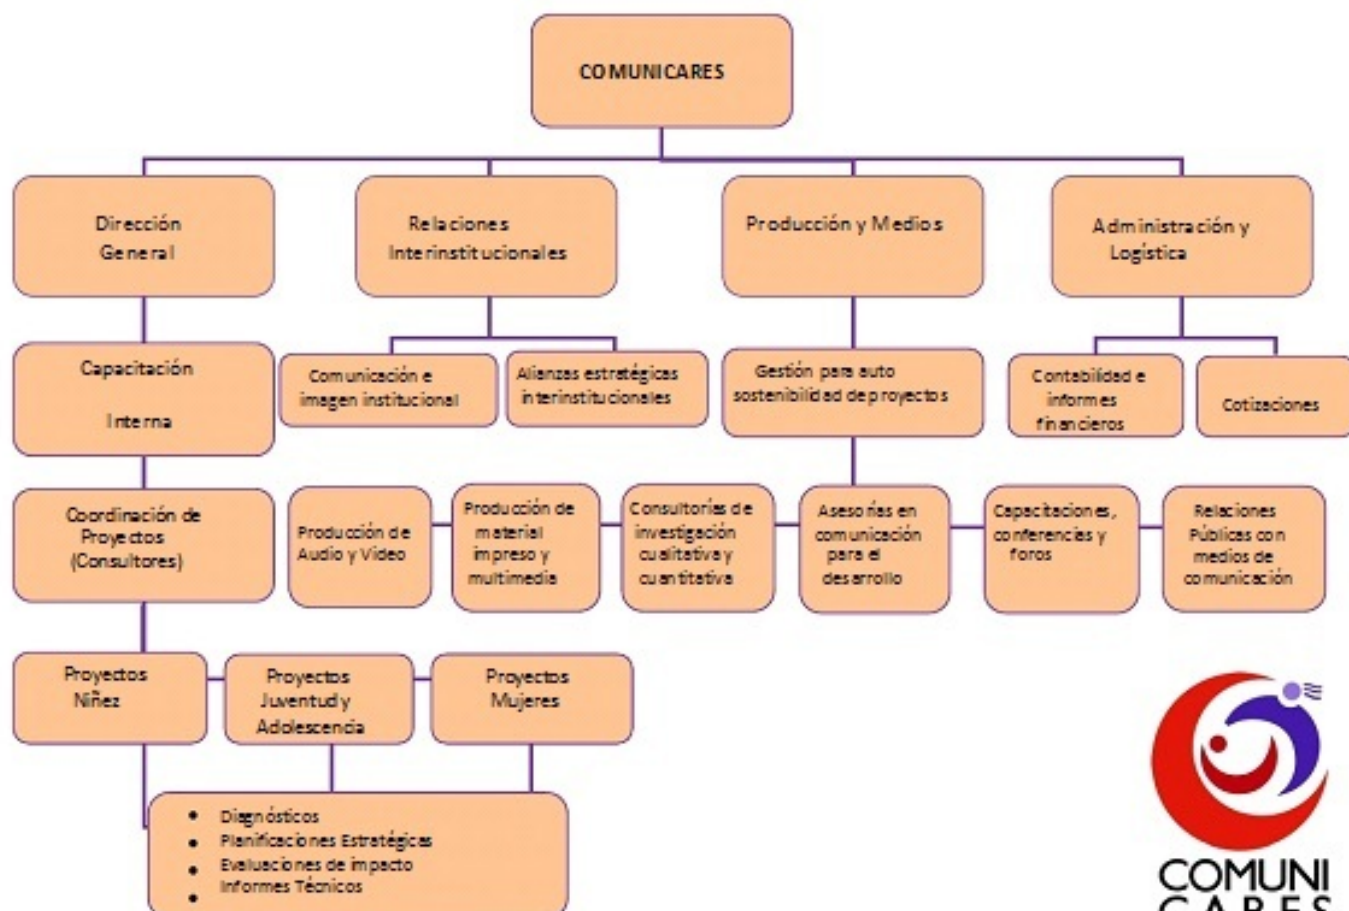 COMUNICARES
Dirección
General
Relaciones
Interinstitucionales
Producción y Medios
Administración y
Logística
Capacitación
Interna
Comunicación e
imagen institucional
Alianzas estratégicas
interinstitucionales
Gestión para auto
sostenibilidad de proyectos
Contabilidad e
informes
financieros
Cotizaciones
Coordinación de
Proyectos
(Consultores)
Producción de
Audio y Video
Producción de
material
impreso y
multimedia
Consultorías de
investigación
cualitativa y
cuantitativa
Asesorías en
comunicación
para el
desarrollo
Capacitaciones,
conferencias y
foros
Relaciones
Públicas con
medios de
comunicación
Proyectos
Niñez
Proyectos
Juventud y
Adolescencia
Proyectos
Mujeres
• Diagnósticos
• Planificaciones Estratégicas
• Evaluaciones de impacto
• Informes Técnicos
•
COMUNI
CARES